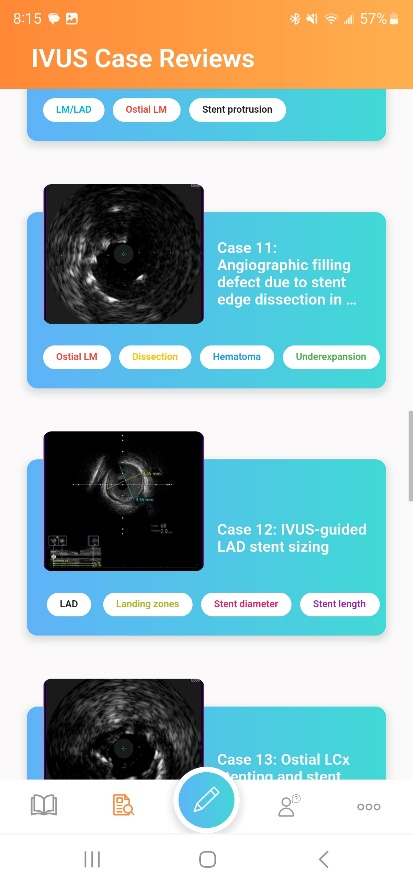 8:15
57%
IVUS Case Reviews
LM/LAD
Ostial LM
Stent protrusion
Case 11:
Angiographic filling
defect due to stent
edge dissection in ...
Ostial LM
Dissection
Hematoma
Underexpansion
Case 12: IVUS-guided
LAD stent sizing
LAD
Landing zones
Stent diameter
Stent length
Case 13: Ostial LCx
stenting and stent